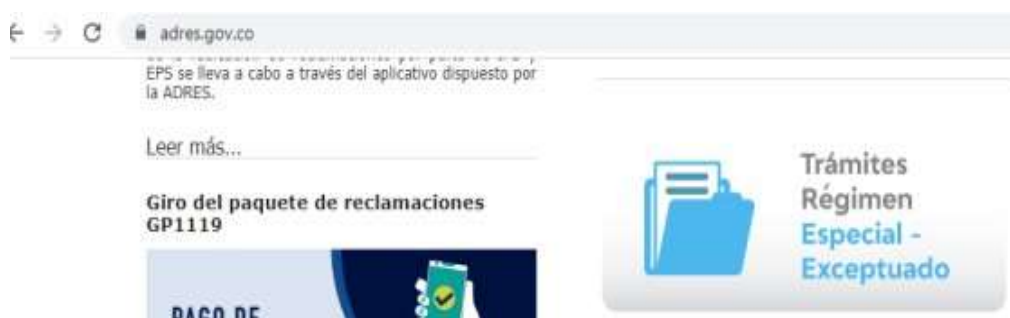 adres.gov.co
EPS se lleva a cabo a través del aplicativo dispuesto por
la ADRES.
Leer más...
Giro del paquete de reclamaciones
GP1119
PAGO DE
Trámites
Régimen
Especial -
Exceptuado